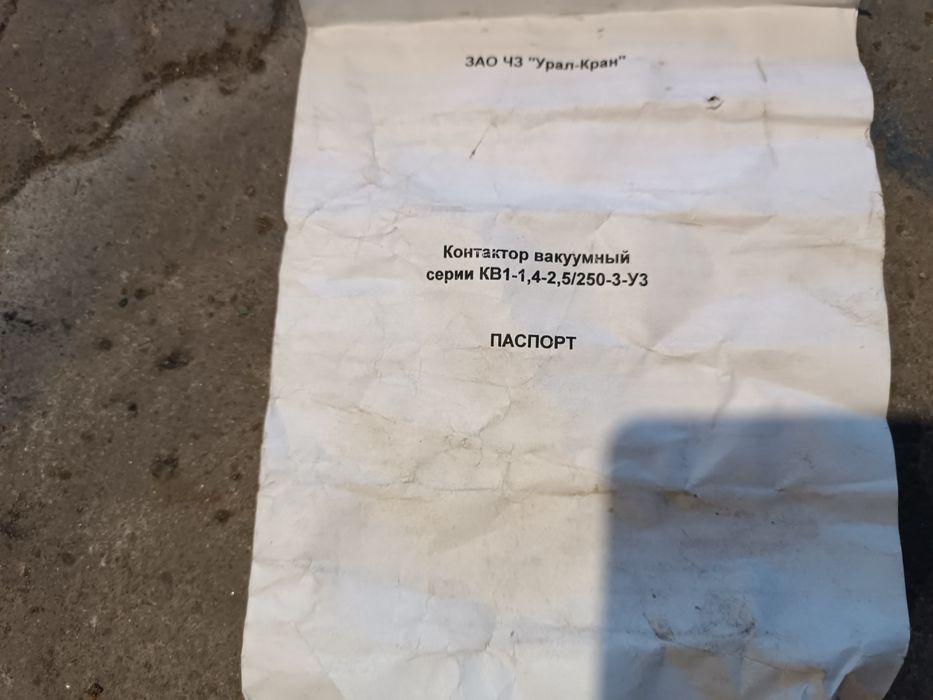 ЗАО ЧЗ "Урал-Кран"
Контактор вакуумный
серии КВ1-1,4-2,5/250-3-У3
ПАСПОРТ